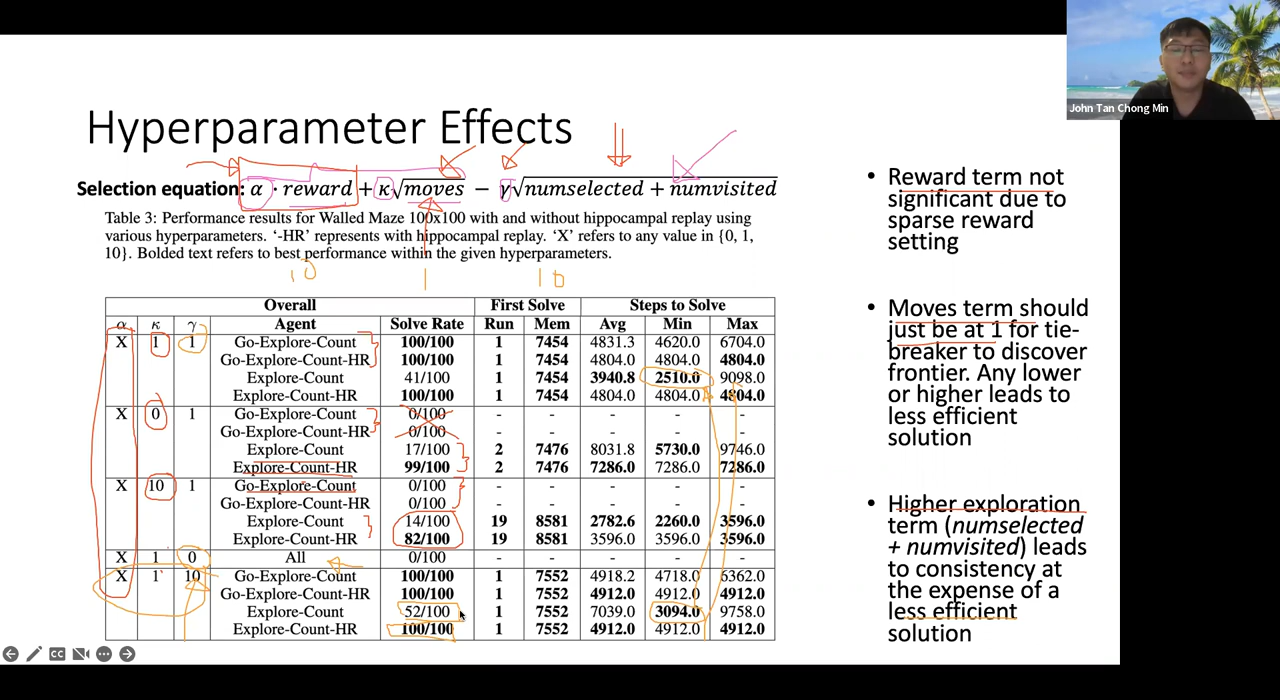 John Tan Chong Min
Hyperparameter Effects
Selection equation: α · reward + κ√moves − γ√numselected + numvisited
Table 3: Performance results for Walled Maze 100x100 with and without hippocampal replay using
various hyperparameters. ‘-HR’ represents with hippocampal replay. ‘X’ refers to any value in {0, 1,
10}. Bolded text refers to best performance within the given hyperparameters.
10 1 10
Overall First Solve Steps to Solve
α κ γ Agent Solve Rate Run Mem Avg Min Max
X 1 1 Go-Explore-Count 100/100 1 7454 4831.3 4620.0 6704.0
Go-Explore-Count-HR 100/100 1 7454 4804.0 4804.0 4804.0
Explore-Count 41/100 1 7454 3940.8 2510.0 9098.0
Explore-Count-HR 100/100 1 7454 4804.0 4804.0 4804.0
X 0 1 Go-Explore-Count 0/100 - - - - -
Go-Explore-Count-HR 0/100 - - - - -
Explore-Count 17/100 2 7476 8031.8 5730.0 9746.0
Explore-Count-HR 99/100 2 7476 7286.0 7286.0 7286.0
X 10 1 Go-Explore-Count 0/100 - - - - -
Go-Explore-Count-HR 0/100 - - - - -
Explore-Count 14/100 19 8581 2782.6 2260.0 3596.0
Explore-Count-HR 82/100 19 8581 3596.0 3596.0 3596.0
X 1 0 All 0/100 - - - - -
X 1 10 Go-Explore-Count 100/100 1 7552 4918.2 4718.0 6362.0
Go-Explore-Count-HR 100/100 1 7552 4912.0 4912.0 4912.0
Explore-Count 52/100 1 7552 7039.0 3094.0 9758.0
Explore-Count-HR 100/100 1 7552 4912.0 4912.0 4912.0
• Reward term not
significant due to
sparse reward
setting
• Moves term should
just be at 1 for tie-
breaker to discover
frontier. Any lower
or higher leads to
less efficient
solution
• Higher exploration
term (numselected
+ numvisited) leads
to consistency at
the expense of a
less efficient
solution
CC